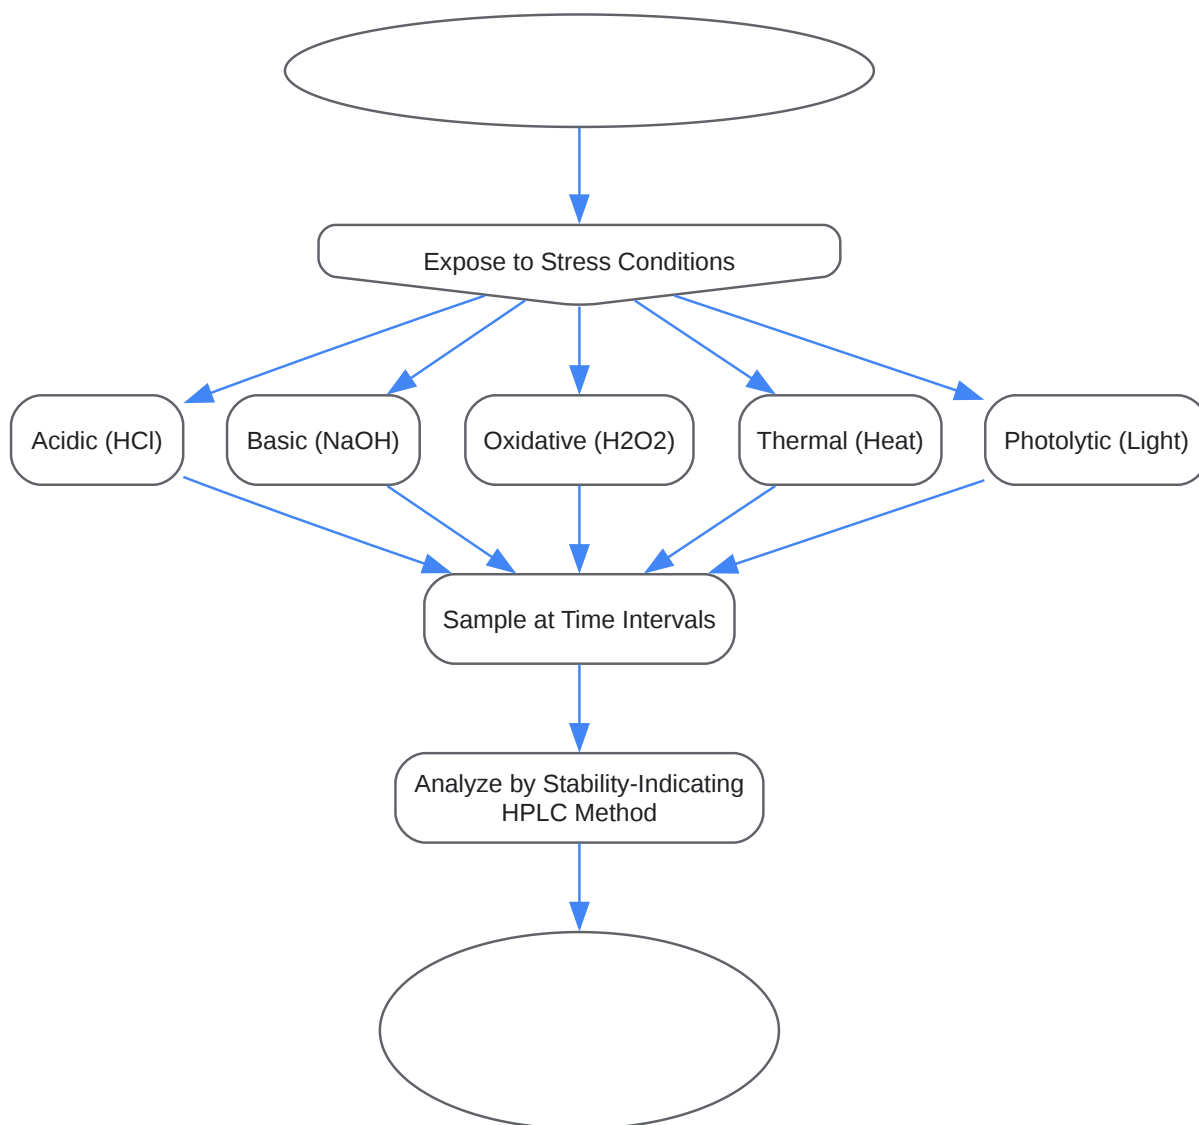 Expose to Stress Conditions
Acidic (HCl)
Basic (NaOH)
Oxidative (H2O2)
Thermal (Heat)
Photolytic (Light)
Sample at Time Intervals
Analyze by Stability-Indicating
HPLC Method